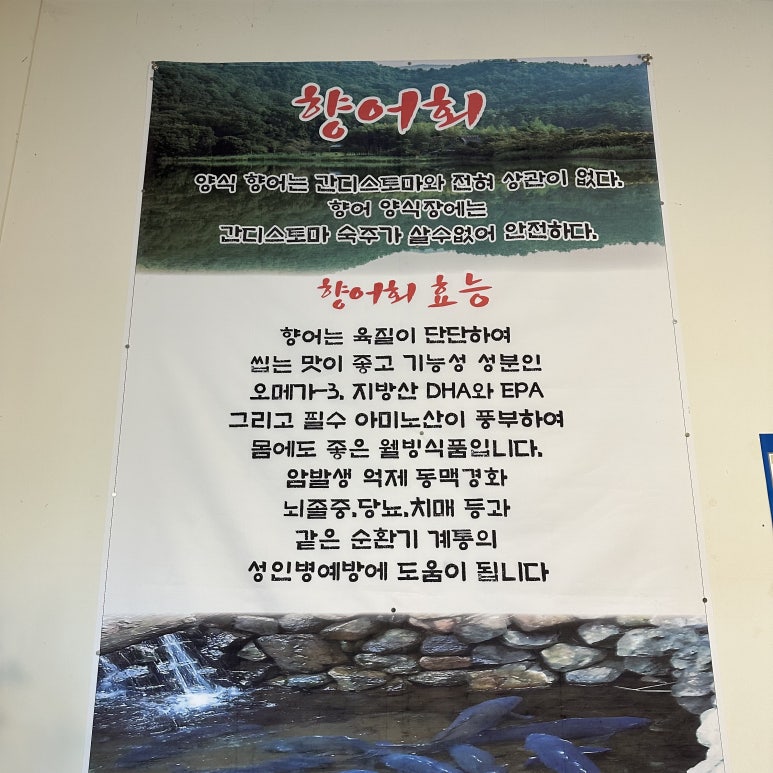 향어회
양식 향어는 간디스토마와 전혀 상관이 없다.
향어 양식장에는
간디스토마 숙주가 살수없어 안전하다.
향어회 효능
향어는 육질이 단단하여
씹는 맛이 좋고 기능성 성분인
오메가-3. 지방산 DHA와 EPA
그리고 필수 아미노산이 풍부하여
몸에도 좋은 웰빙식품입니다.
암발생 억제 동맥경화
뇌졸중.당뇨.치매 등과
같은 순환기 계통의
성인병예방에 도움이 됩니다